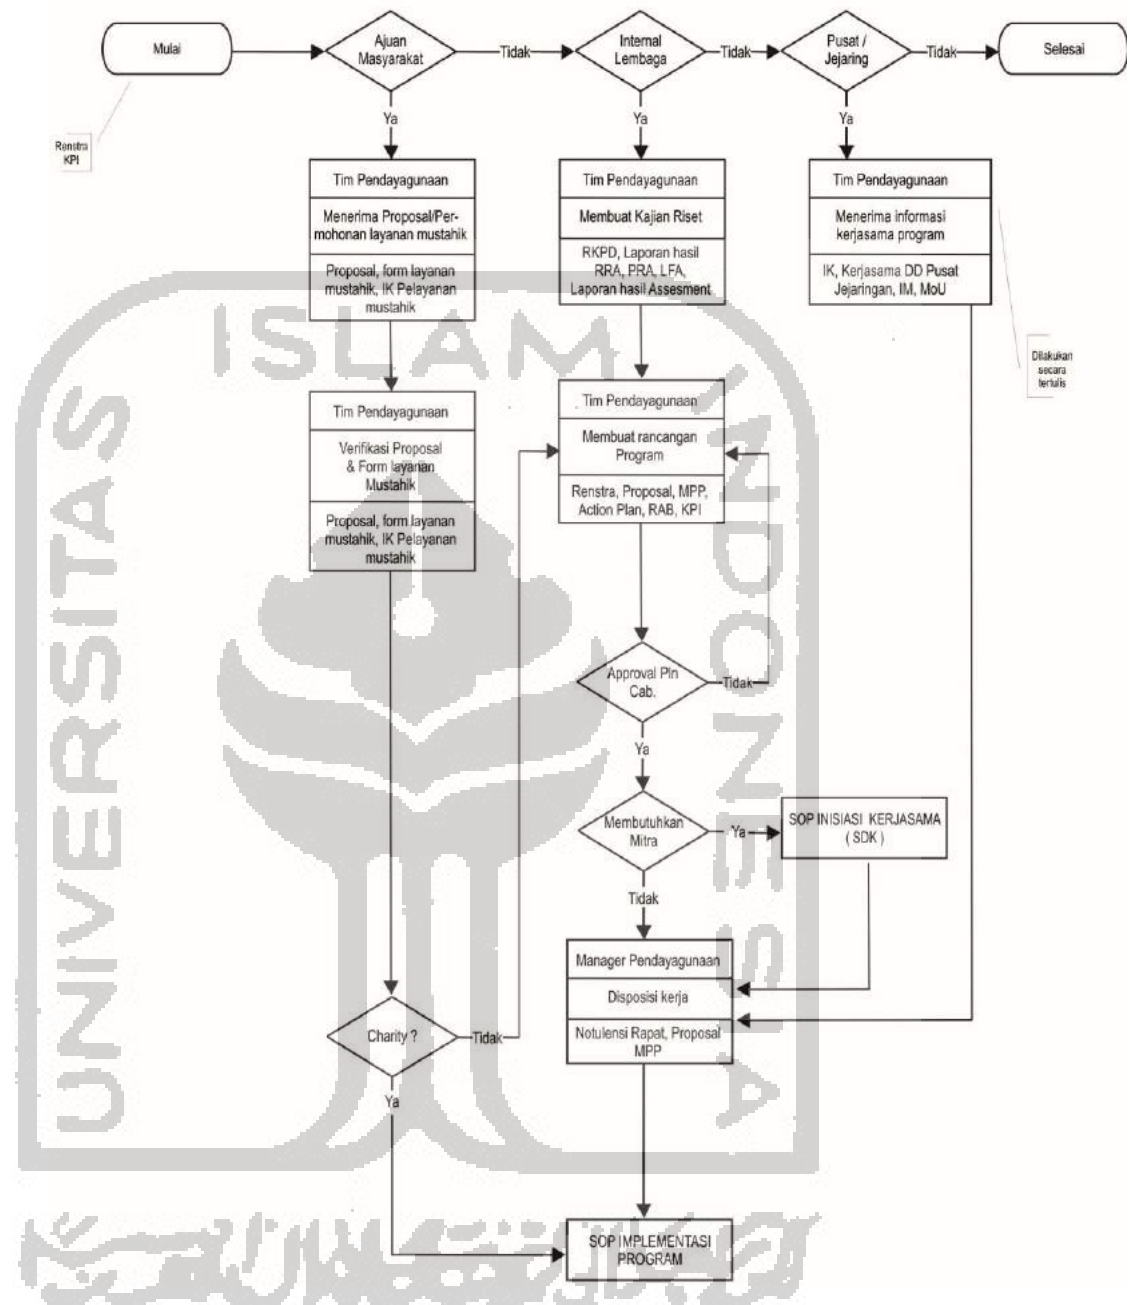 Mulai
Ajuan
Masyarakat
Tidak
Internal
Lembaga
Tidak
Pusat /
Jejaring
Tidak
Selesai
Ya
Ya
Ya
Renstra
KPI
Tim Pendayagunaan
Menerima Proposal/Per-
mohonan layanan mustahik
Proposal, form layanan
mustahik, IK Pelayanan
mustahik
Tim Pendayagunaan
Membuat Kajian Riset
RKPD, Laporan hasil
RRA, PRA, LFA,
Laporan hasil Assesment
Tim Pendayagunaan
Menerima informasi
kerjasama program
IK, Kerjasama DD Pusat
Jejaringan, IM, MoU
Dilakukan
secara
tertulis
Tim Pendayagunaan
Verifikasi Proposal
& Form layanan
Mustahik
Proposal, form layanan
mustahik, IK Pelayanan
mustahik
Tim Pendayagunaan
Membuat rancangan
Program
Renstra, Proposal, MPP,
Action Plan, RAB, KPI
Approval Pin
Cab.
Tidak
Ya
Membutuhkan
Mitra
Ya
SOP INISIASI KERJASAMA
( SDK )
Tidak
Manager Pendayagunaan
Disposisi kerja
Notulensi Rapat, Proposal
MPP
Charity ?
Tidak
Ya
SOP IMPLEMENTASI
PROGRAM
UNIVERSITAS
ISLAM
INDONESIA